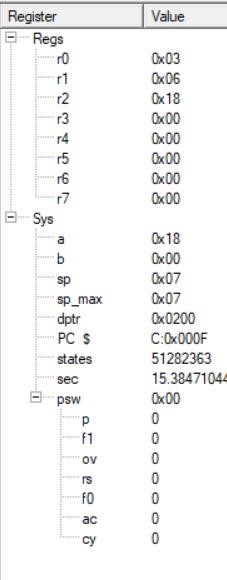 Register Value
Regs
r0 0x03
r1 0x06
r2 0x18
r3 0x00
r4 0x00
r5 0x00
r6 0x00
r7 0x00
Sys
a 0x18
b 0x00
sp 0x07
sp_max 0x07
dptr 0x0200
PC $ C:0x000F
states 51282363
sec 15.38471044
psw 0x00
p 0
f1 0
ov 0
rs 0
f0 0
ac 0
cy 0